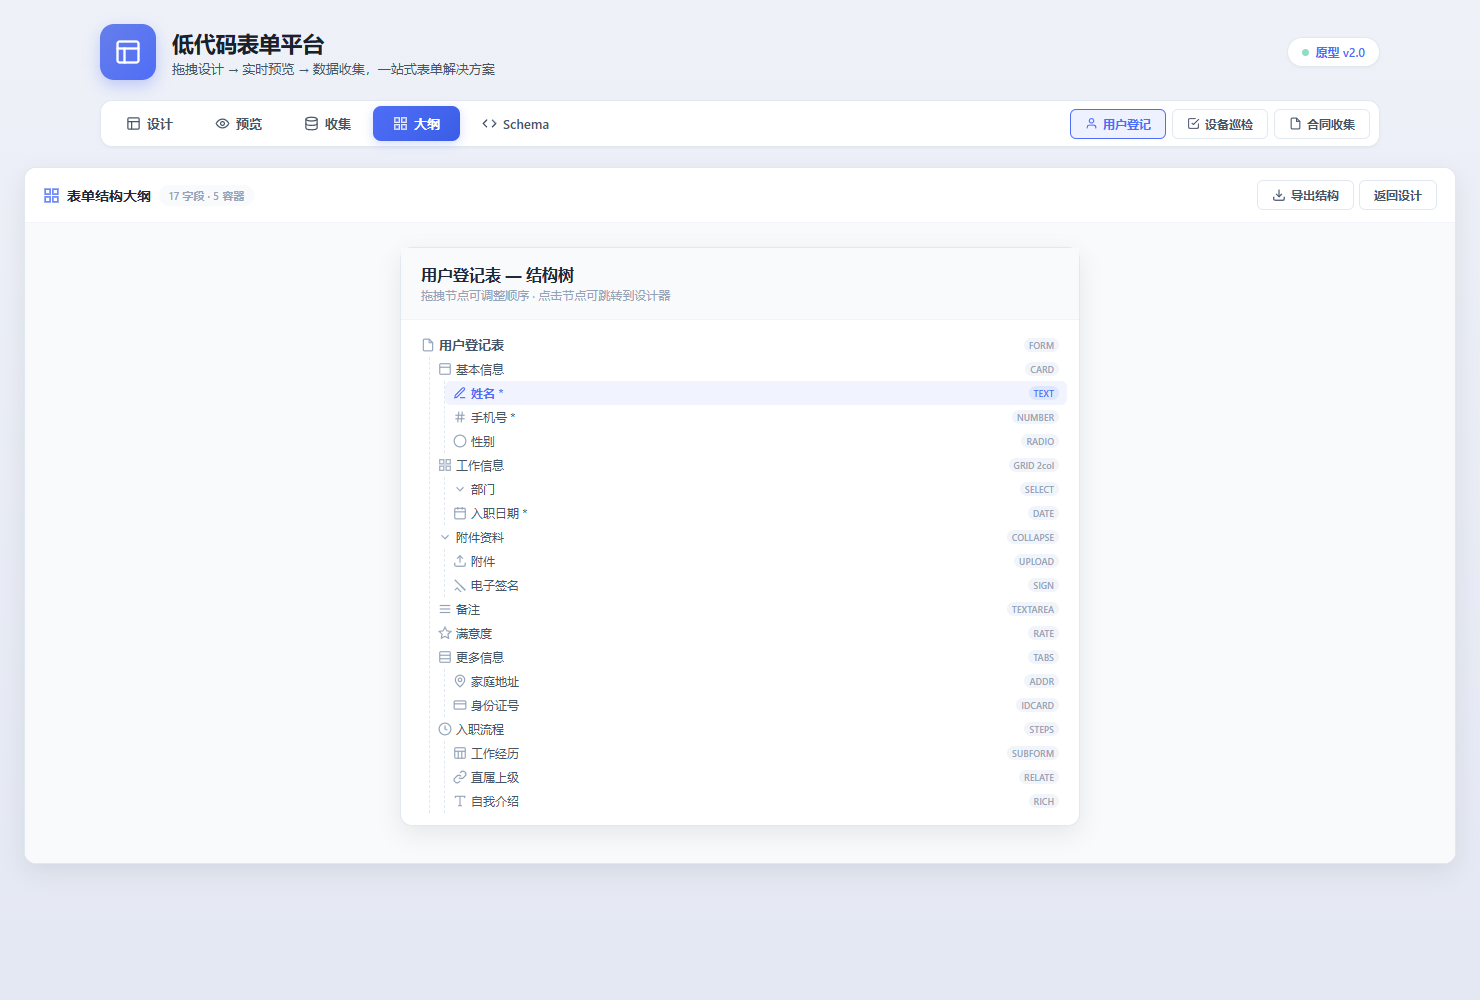 低代码表单平台
拖拽设计 → 实时预览 → 数据收集，一站式表单解决方案
原型 v2.0
设计
预览
收集
大纲
Schema
用户登记
设备巡检
合同收集
表单结构大纲
17 字段 · 5 容器
导出结构
返回设计
用户登记表 — 结构树
拖拽节点可调整顺序 · 点击节点可跳转到设计器
用户登记表 FORM
基本信息 CARD
姓名 * TEXT
手机号 * NUMBER
性别 RADIO
工作信息 GRID 2col
部门 SELECT
入职日期 * DATE
附件资料 COLLAPSE
附件 UPLOAD
电子签名 SIGN
备注 TEXTAREA
满意度 RATE
更多信息 TABS
家庭地址 ADDR
身份证号 IDCARD
入职流程 STEPS
工作经历 SUBFORM
直属上级 RELATE
自我介绍 RICH